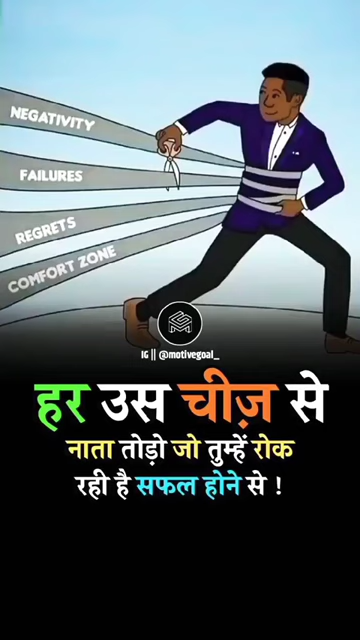 NEGATIVITY
FAILURES
REGRETS
COMFORT ZONE
IG || @motivegoal_
हर उस चीज़ से
नाता तोड़ो जो तुम्हें रोक
रही है सफल होने से !